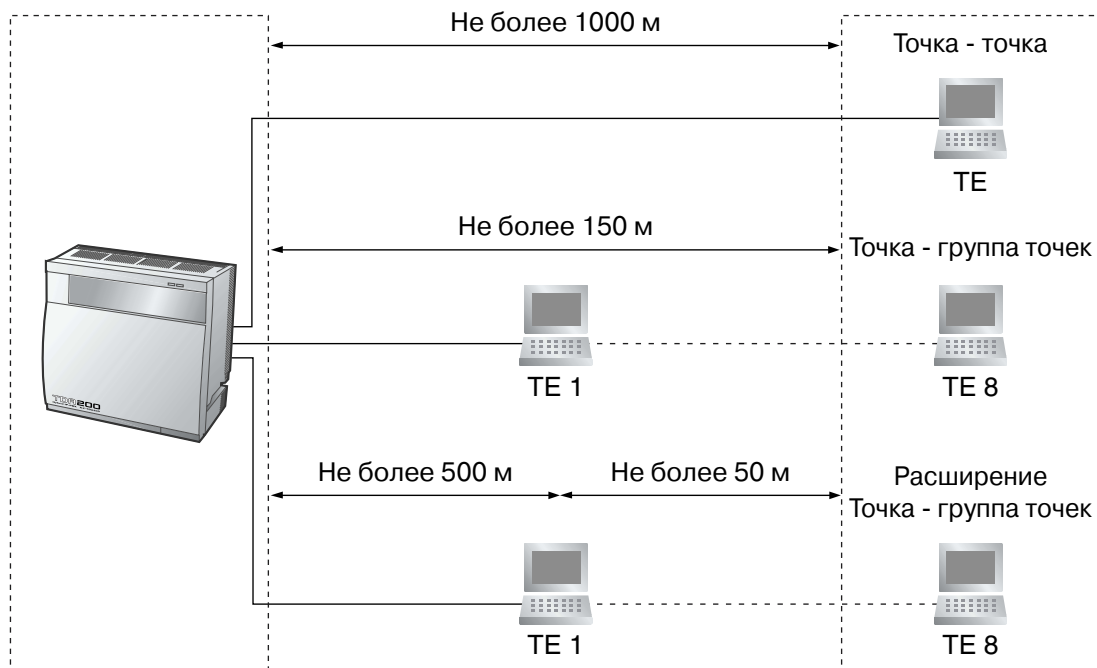 Не более 1000 м
Точка - точка
TE
Не более 150 м
Точка - группа точек
TE 1
TE 8
TDA200
Не более 500 м
Не более 50 м
Расширение
Точка - группа точек
TE 1
TE 8